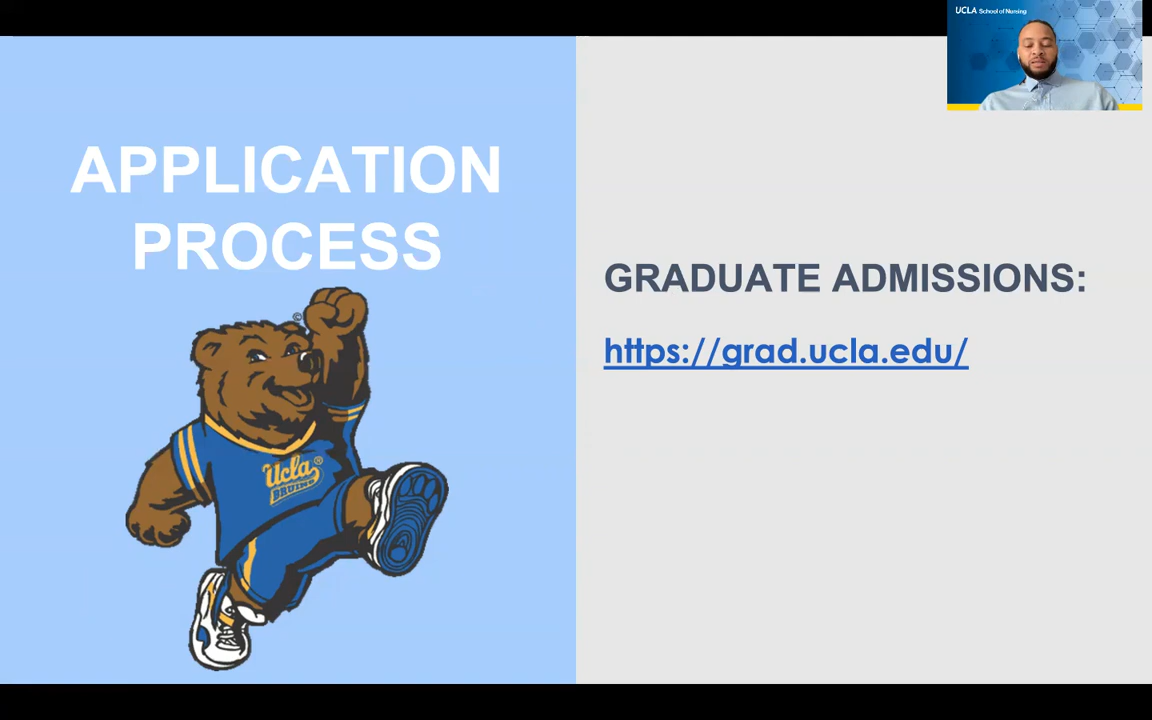 UCLA School of Nursing
APPLICATION
PROCESS
GRADUATE ADMISSIONS:
https://grad.ucla.edu/
©
Ucla ®
BRUINS